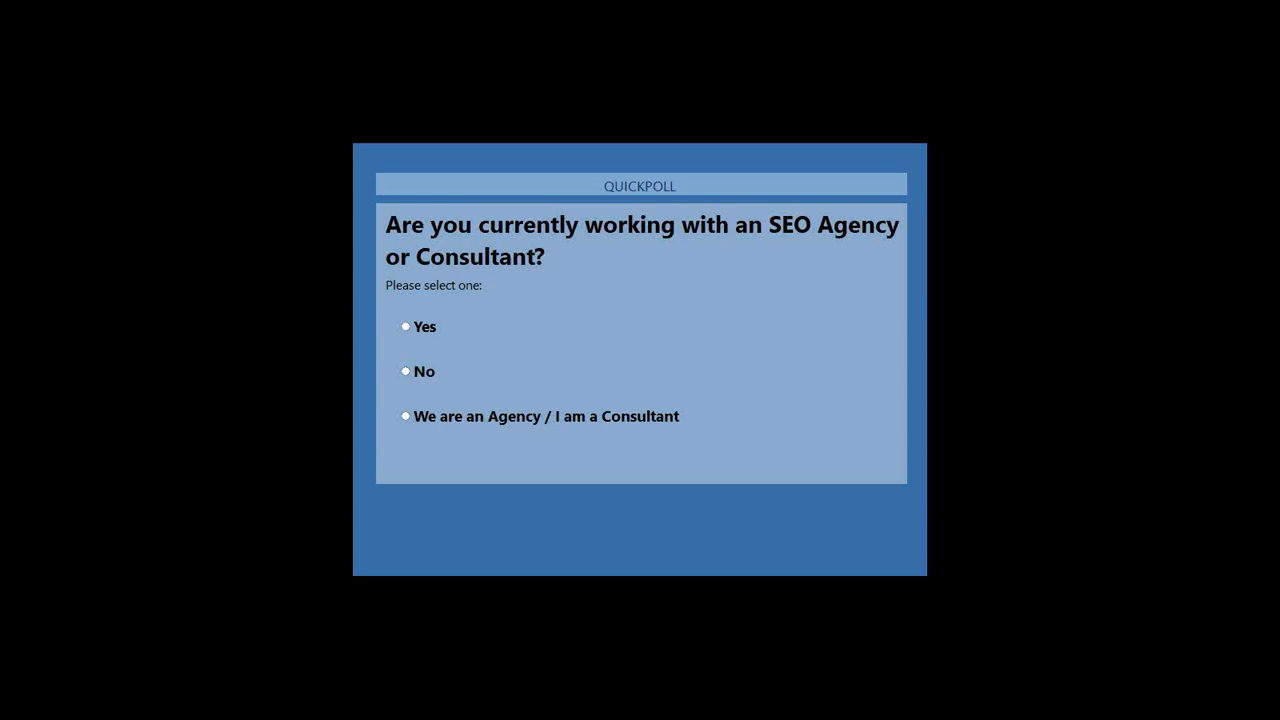 QUICKPOLL
Are you currently working with an SEO Agency
or Consultant?
Please select one:
Yes
No
We are an Agency / I am a Consultant